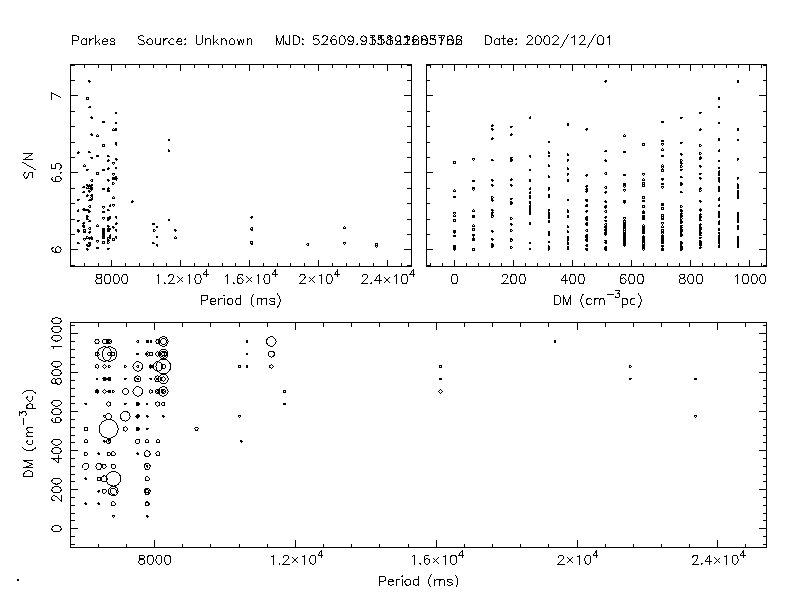 Parkes Source: Unknown MJD: Date: 2002/12/01
S/N
7
6.5
6
8000 1.2×10⁴ 1.6×10⁴ 2×10⁴ 2.4×10⁴
Period (ms)
0 200 400 600 800 1000
DM (cm⁻³pc)
DM (cm⁻³pc)
1000
800
600
400
200
0
8000 1.2×10⁴ 1.6×10⁴ 2×10⁴ 2.4×10⁴
Period (ms)